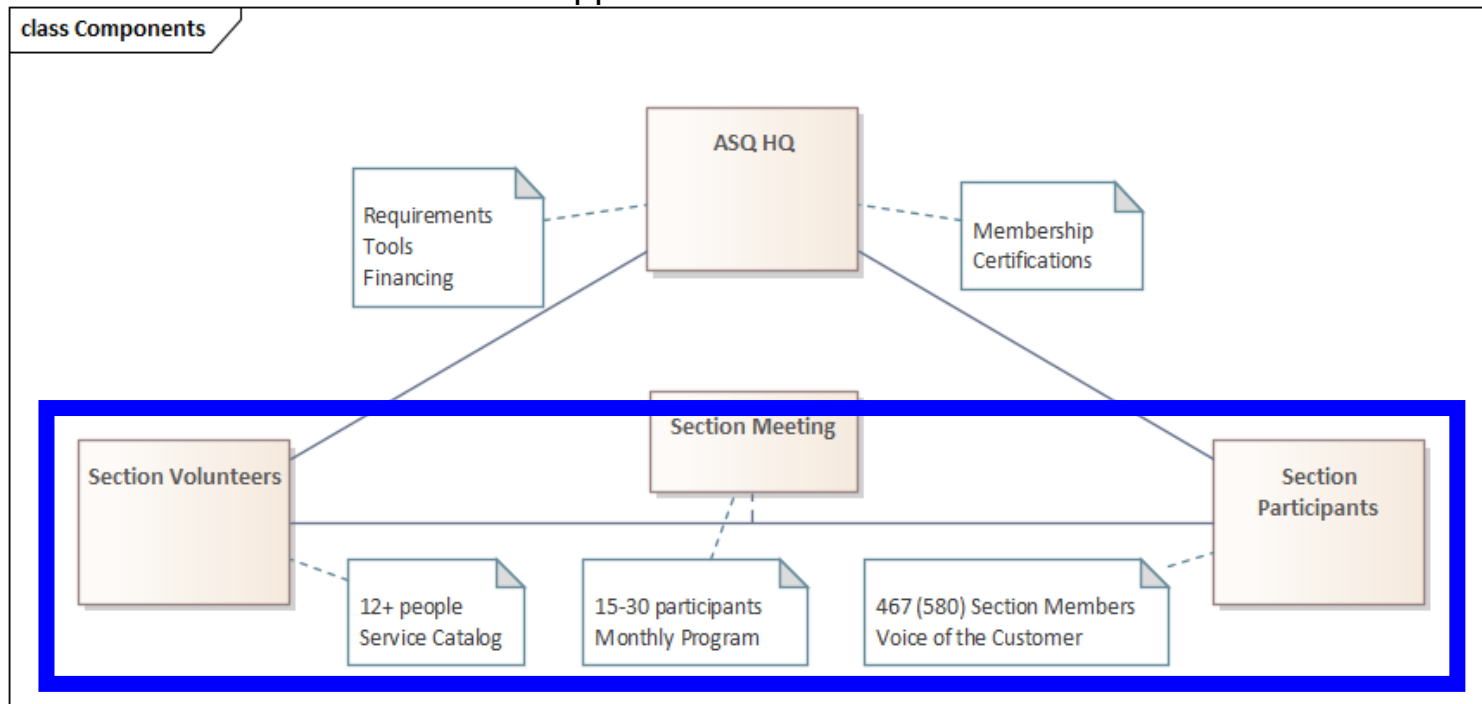 class Components
ASQ HQ
Requirements
Tools
Financing
Membership
Certifications
Section Meeting
Section Volunteers
Section
Participants
12+ people
Service Catalog
15-30 participants
Monthly Program
467 (580) Section Members
Voice of the Customer